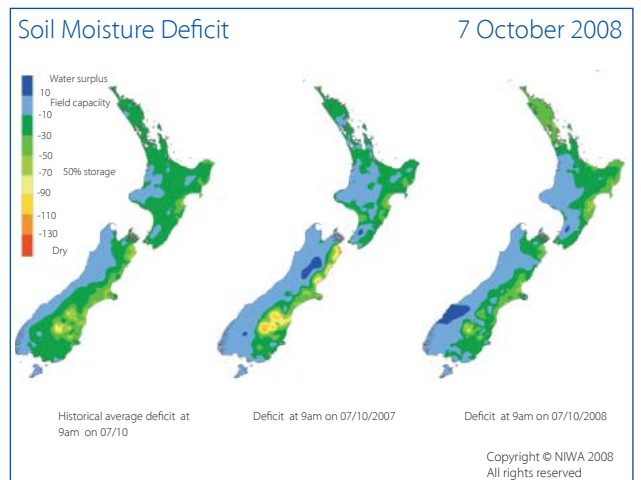 Soil Moisture Deficit
7 October 2008
Water surplus
10
Field capacity
-10
-30
-50
-70
50% storage
-90
-110
-130
Dry
Historical average deficit at
9am on 07/10
Deficit at 9am on 07/10/2007
Deficit at 9am on 07/10/2008
Copyright © NIWA 2008
All rights reserved